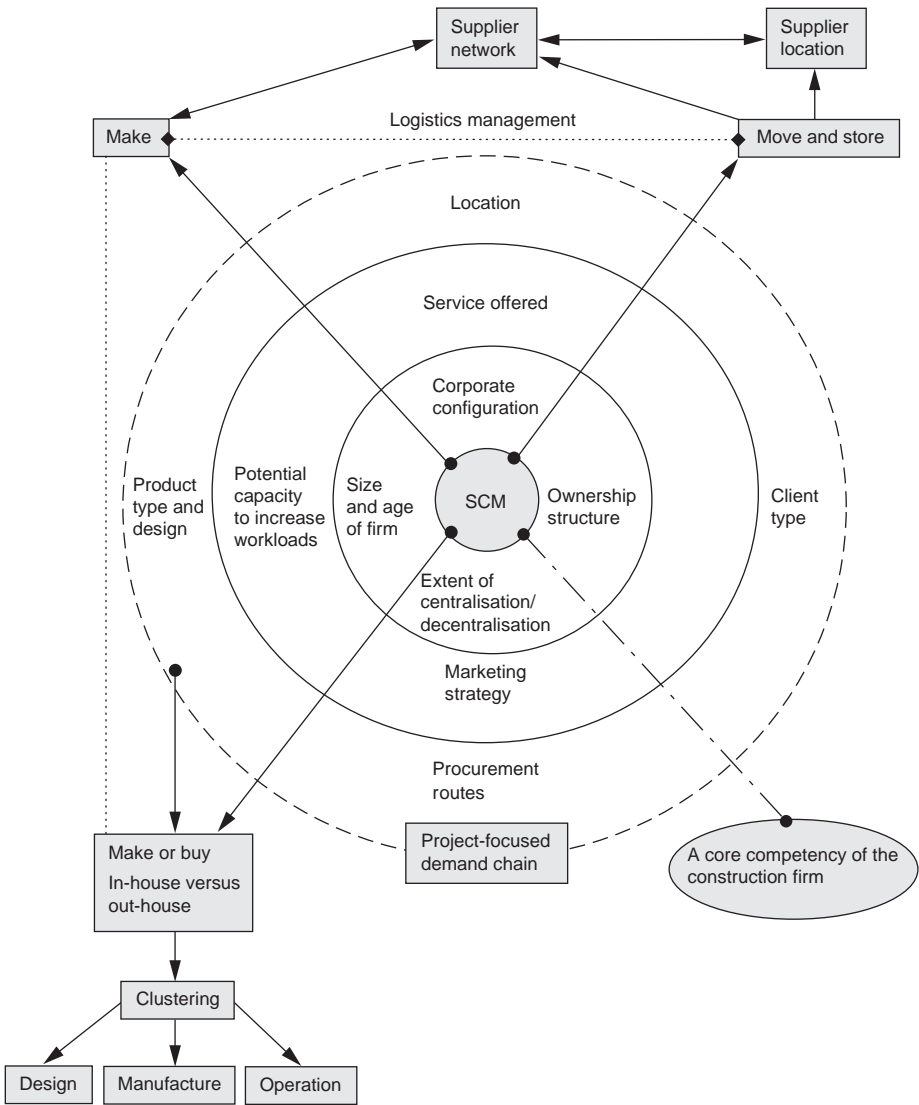 Supplier
network
Supplier
location
Make
Logistics management
Move and store
Location
Service offered
Corporate
configuration
Product
type and
design
Potential
capacity
to increase
workloads
Size
and age
of firm
SCM
Ownership
structure
Client
type
Extent of
centralisation/
decentralisation
Marketing
strategy
Procurement
routes
Project-focused
demand chain
Make or buy
In-house versus
out-house
A core competency of the
construction firm
Clustering
Design
Manufacture
Operation